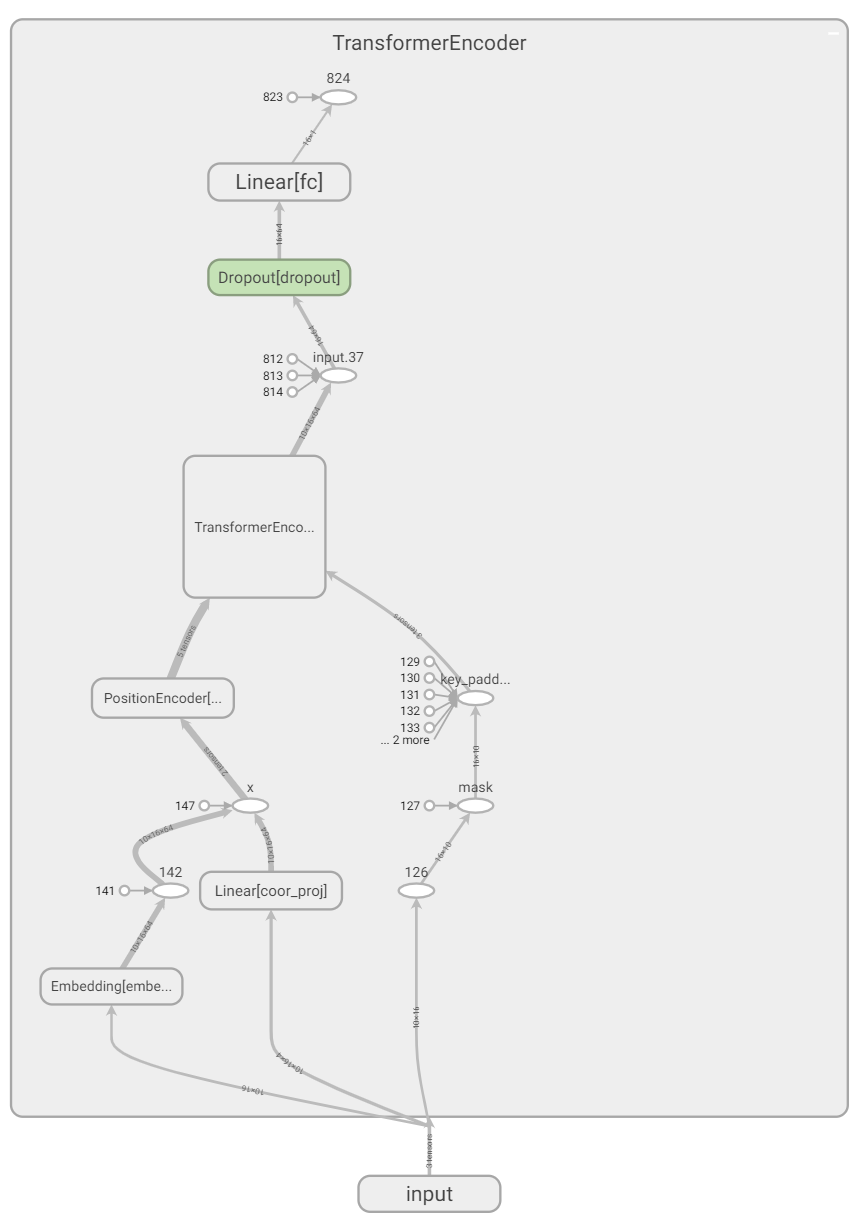 TransformerEncoder
824
823
16×1
Linear[fc]
16×64
Dropout[dropout]
16×64
input.37
812
813
814
10×16×64
TransformerEnco...
3 tensors
5 tensors
129
130
key_padd...
131
132
133
... 2 more
PositionEncoder[...
16×10
2 tensors
x
mask
147
127
10×16×64
10×16×64
16×10
142
126
141
Linear[coor_proj]
10×16×64
Embedding[embe...
10×16
10×16×4
10×16
3 tensors
input